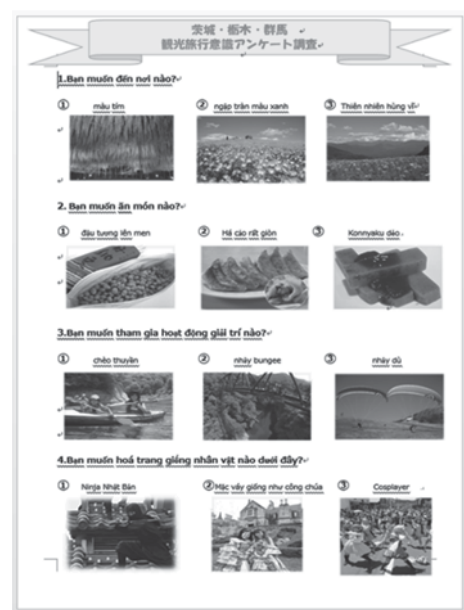 茨城・栃木・群馬
観光旅行意識アンケート調査
1.Bạn muốn đến nơi nào?
① màu tím ② ngáp tràn màu xanh ③ Thiên nhiên hùng vĩ
2. Bạn muốn ăn món nào?
① đậu tương lên men ② Há cảo rất giòn ③ Konnyaku dẻo
3.Bạn muốn tham gia hoạt động giải trí nào?
① chèo thuyền ② nhảy bungee ③ nhảy dù
4.Bạn muốn hoá trang giống nhân vật nào dưới đây?
① Ninja Nhật Bản ②Mặc váy giống như công chúa ③ Cosplayer